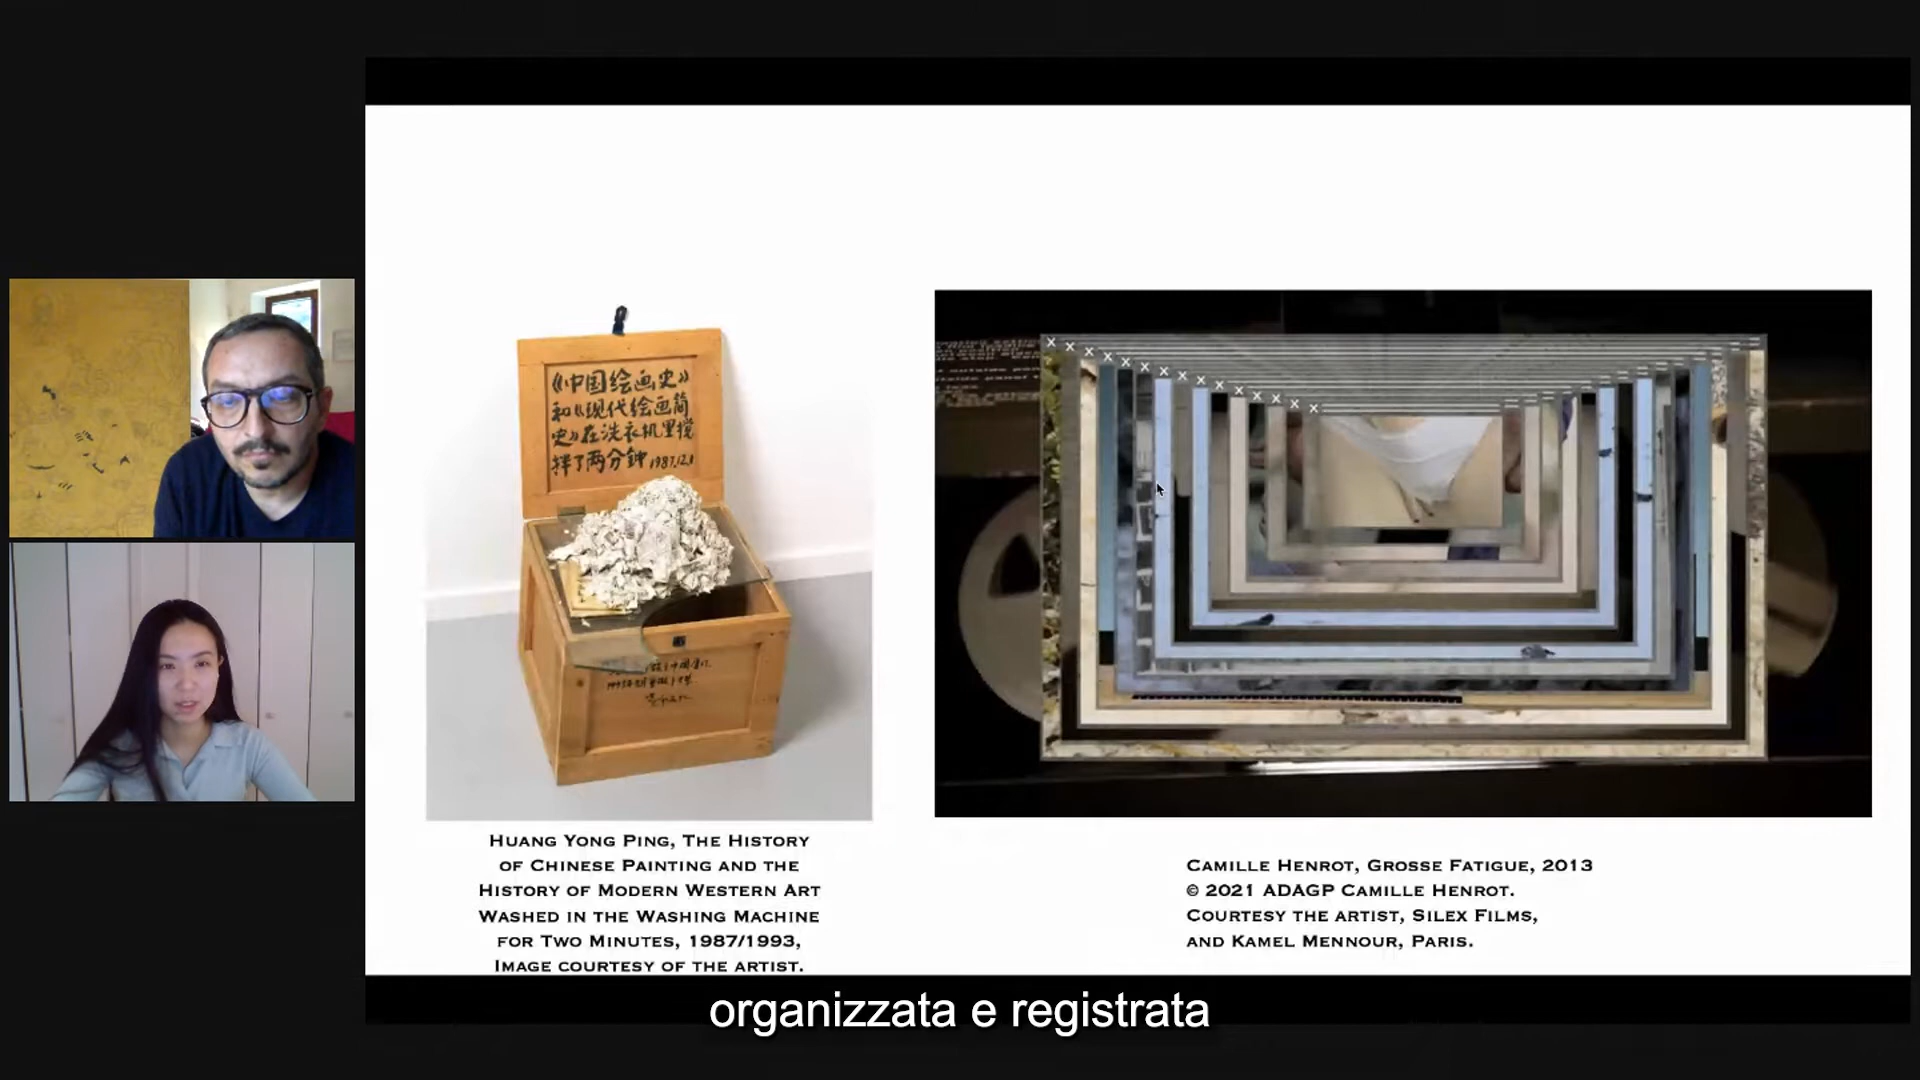 《中国绘画史》
和《现代绘画简
史》在洗衣机里搅
拌了两分钟 1987.12.1
HUANG YONG PING, THE HISTORY
OF CHINESE PAINTING AND THE
HISTORY OF MODERN WESTERN ART
WASHED IN THE WASHING MACHINE
FOR TWO MINUTES, 1987/1993,
IMAGE COURTESY OF THE ARTIST.
CAMILLE HENROT, GROSSE FATIGUE, 2013
© 2021 ADAGP CAMILLE HENROT.
COURTESY THE ARTIST, SILEX FILMS,
AND KAMEL MENNOUR, PARIS.
organizzata e registrata